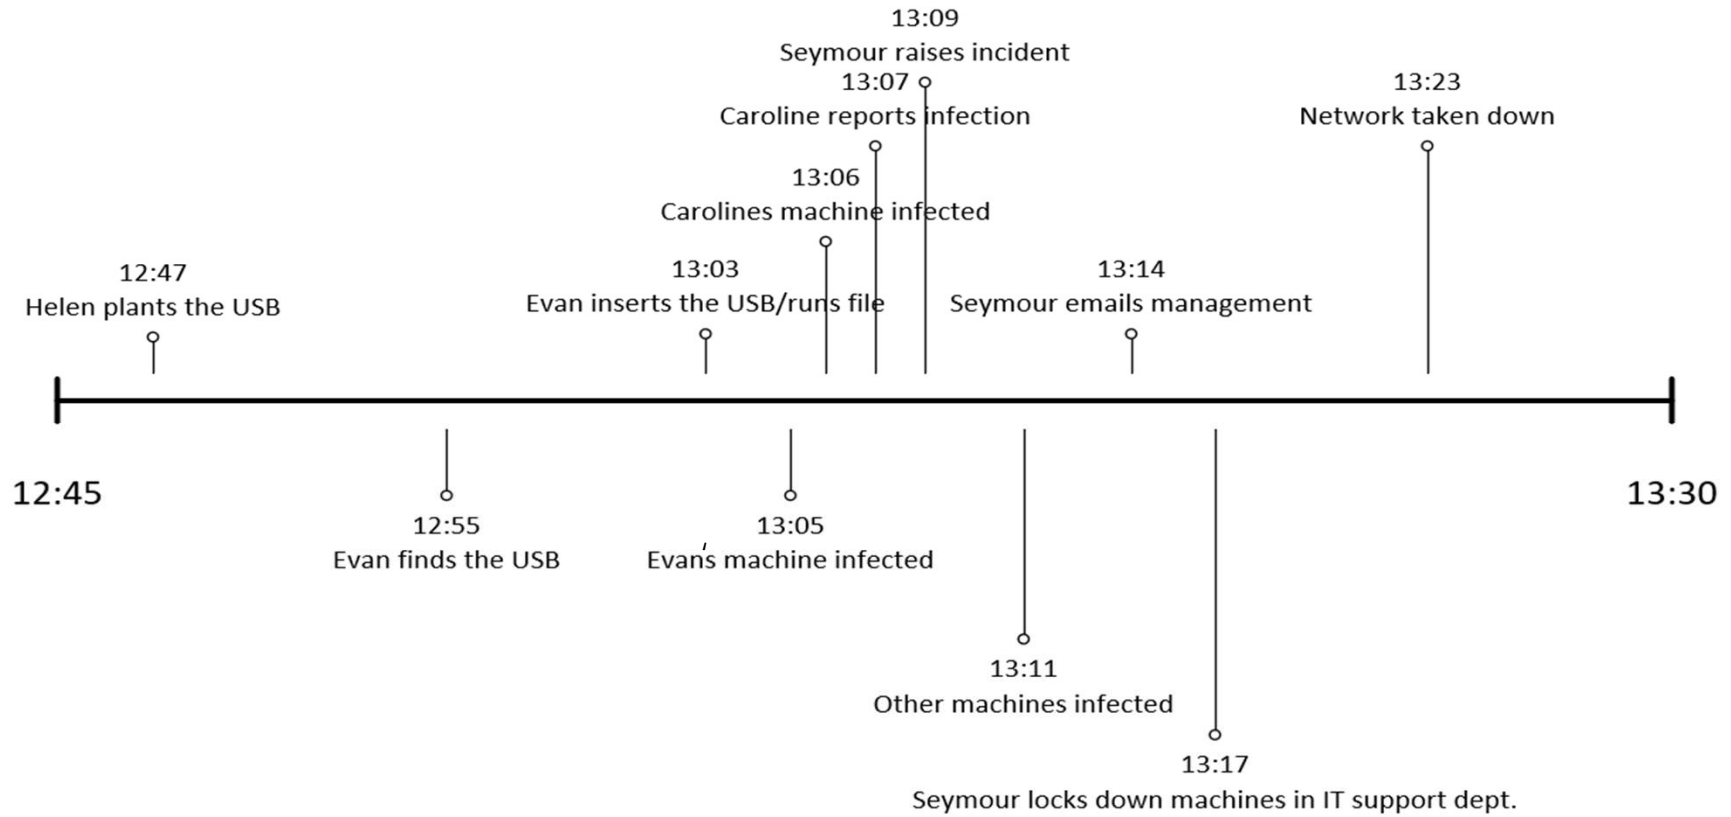 13:09
Seymour raises incident
13:07
13:23
Caroline reports infection
Network taken down
13:06
Carolines machine infected
12:47
13:03
13:14
Helen plants the USB
Evan inserts the USB/runs file
Seymour emails management
12:45
13:30
12:55
13:05
Evan's machine infected
Evan finds the USB
13:11
Other machines infected
13:17
Seymour locks down machines in IT support dept.